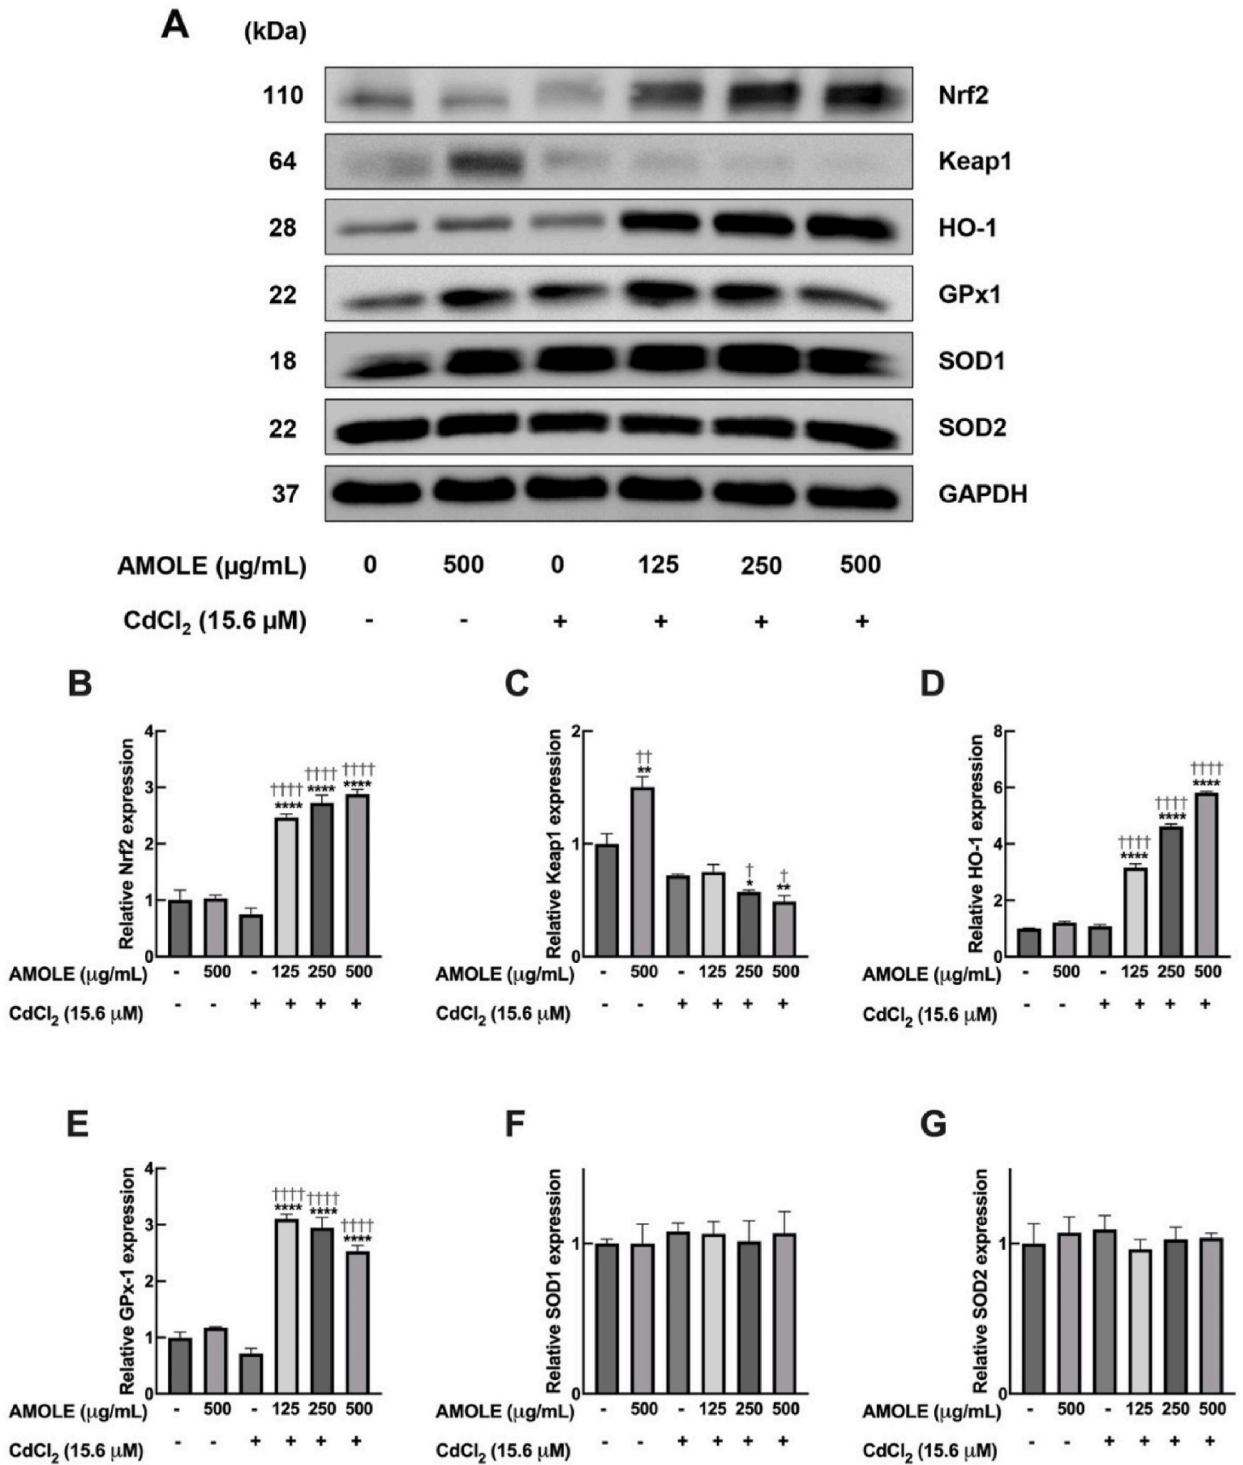 A (kDa)
110 Nrf2
64 Keap1
28 HO-1
22 GPx1
18 SOD1
22 SOD2
37 GAPDH
AMOLE (µg/mL) 0 500 0 125 250 500
CdCl2 (15.6 µM) - - + + + +
B
Relative Nrf2 expression
4
3
2
1
0
†††† †††† ††††
**** **** ****
AMOLE (µg/mL) - 500 - 125 250 500
CdCl2 (15.6 µM) - - + + + +
C
Relative Keap1 expression
2
1
0
†† † †
** * **
AMOLE (µg/mL) - 500 - 125 250 500
CdCl2 (15.6 µM) - - + + + +
D
Relative HO-1 expression
8
6
4
2
0
†††† †††† ††††
**** **** ****
AMOLE (µg/mL) - 500 - 125 250 500
CdCl2 (15.6 µM) - - + + + +
E
Relative GPx-1 expression
4
3
2
1
0
†††† †††† ††††
**** **** ****
AMOLE (µg/mL) - 500 - 125 250 500
CdCl2 (15.6 µM) - - + + + +
F
Relative SOD1 expression
1
0
AMOLE (µg/mL) - 500 - 125 250 500
CdCl2 (15.6 µM) - - + + + +
G
Relative SOD2 expression
1
0
AMOLE (µg/mL) - 500 - 125 250 500
CdCl2 (15.6 µM) - - + + + +